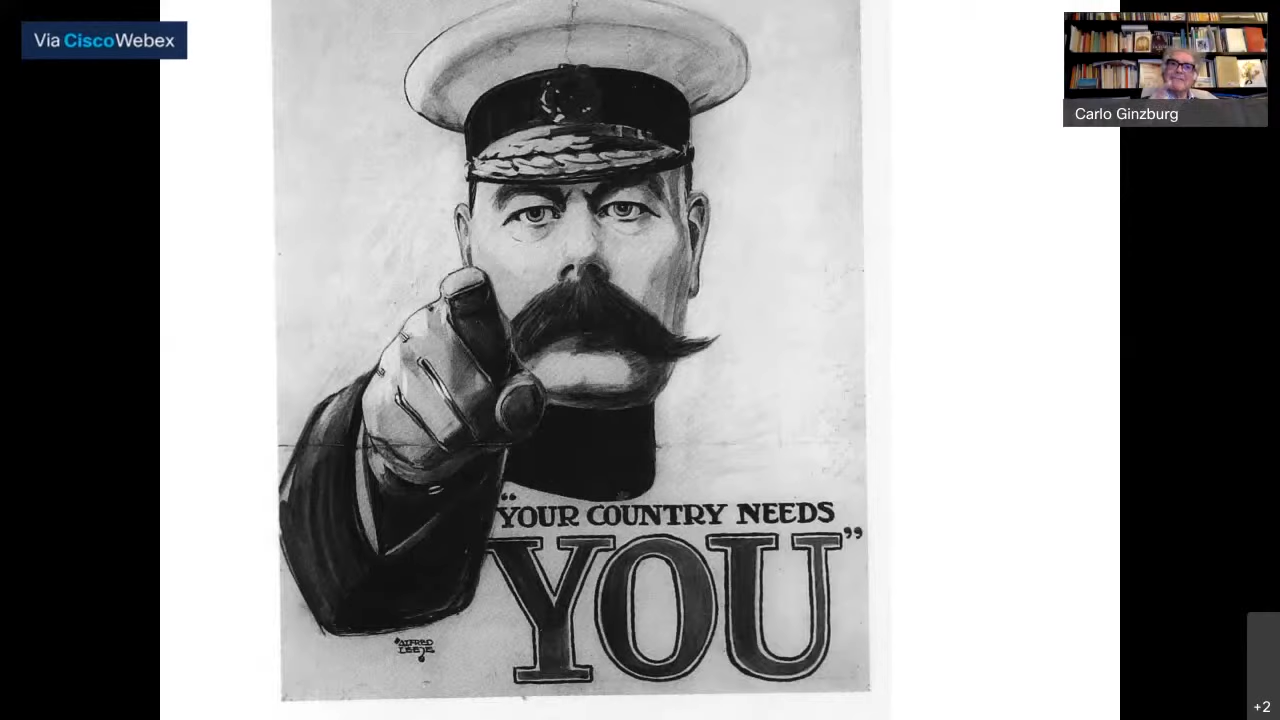 Via CiscoWebex
Carlo Ginzburg
“YOUR COUNTRY NEEDS
YOU”
ALFRED
LEETE
+2